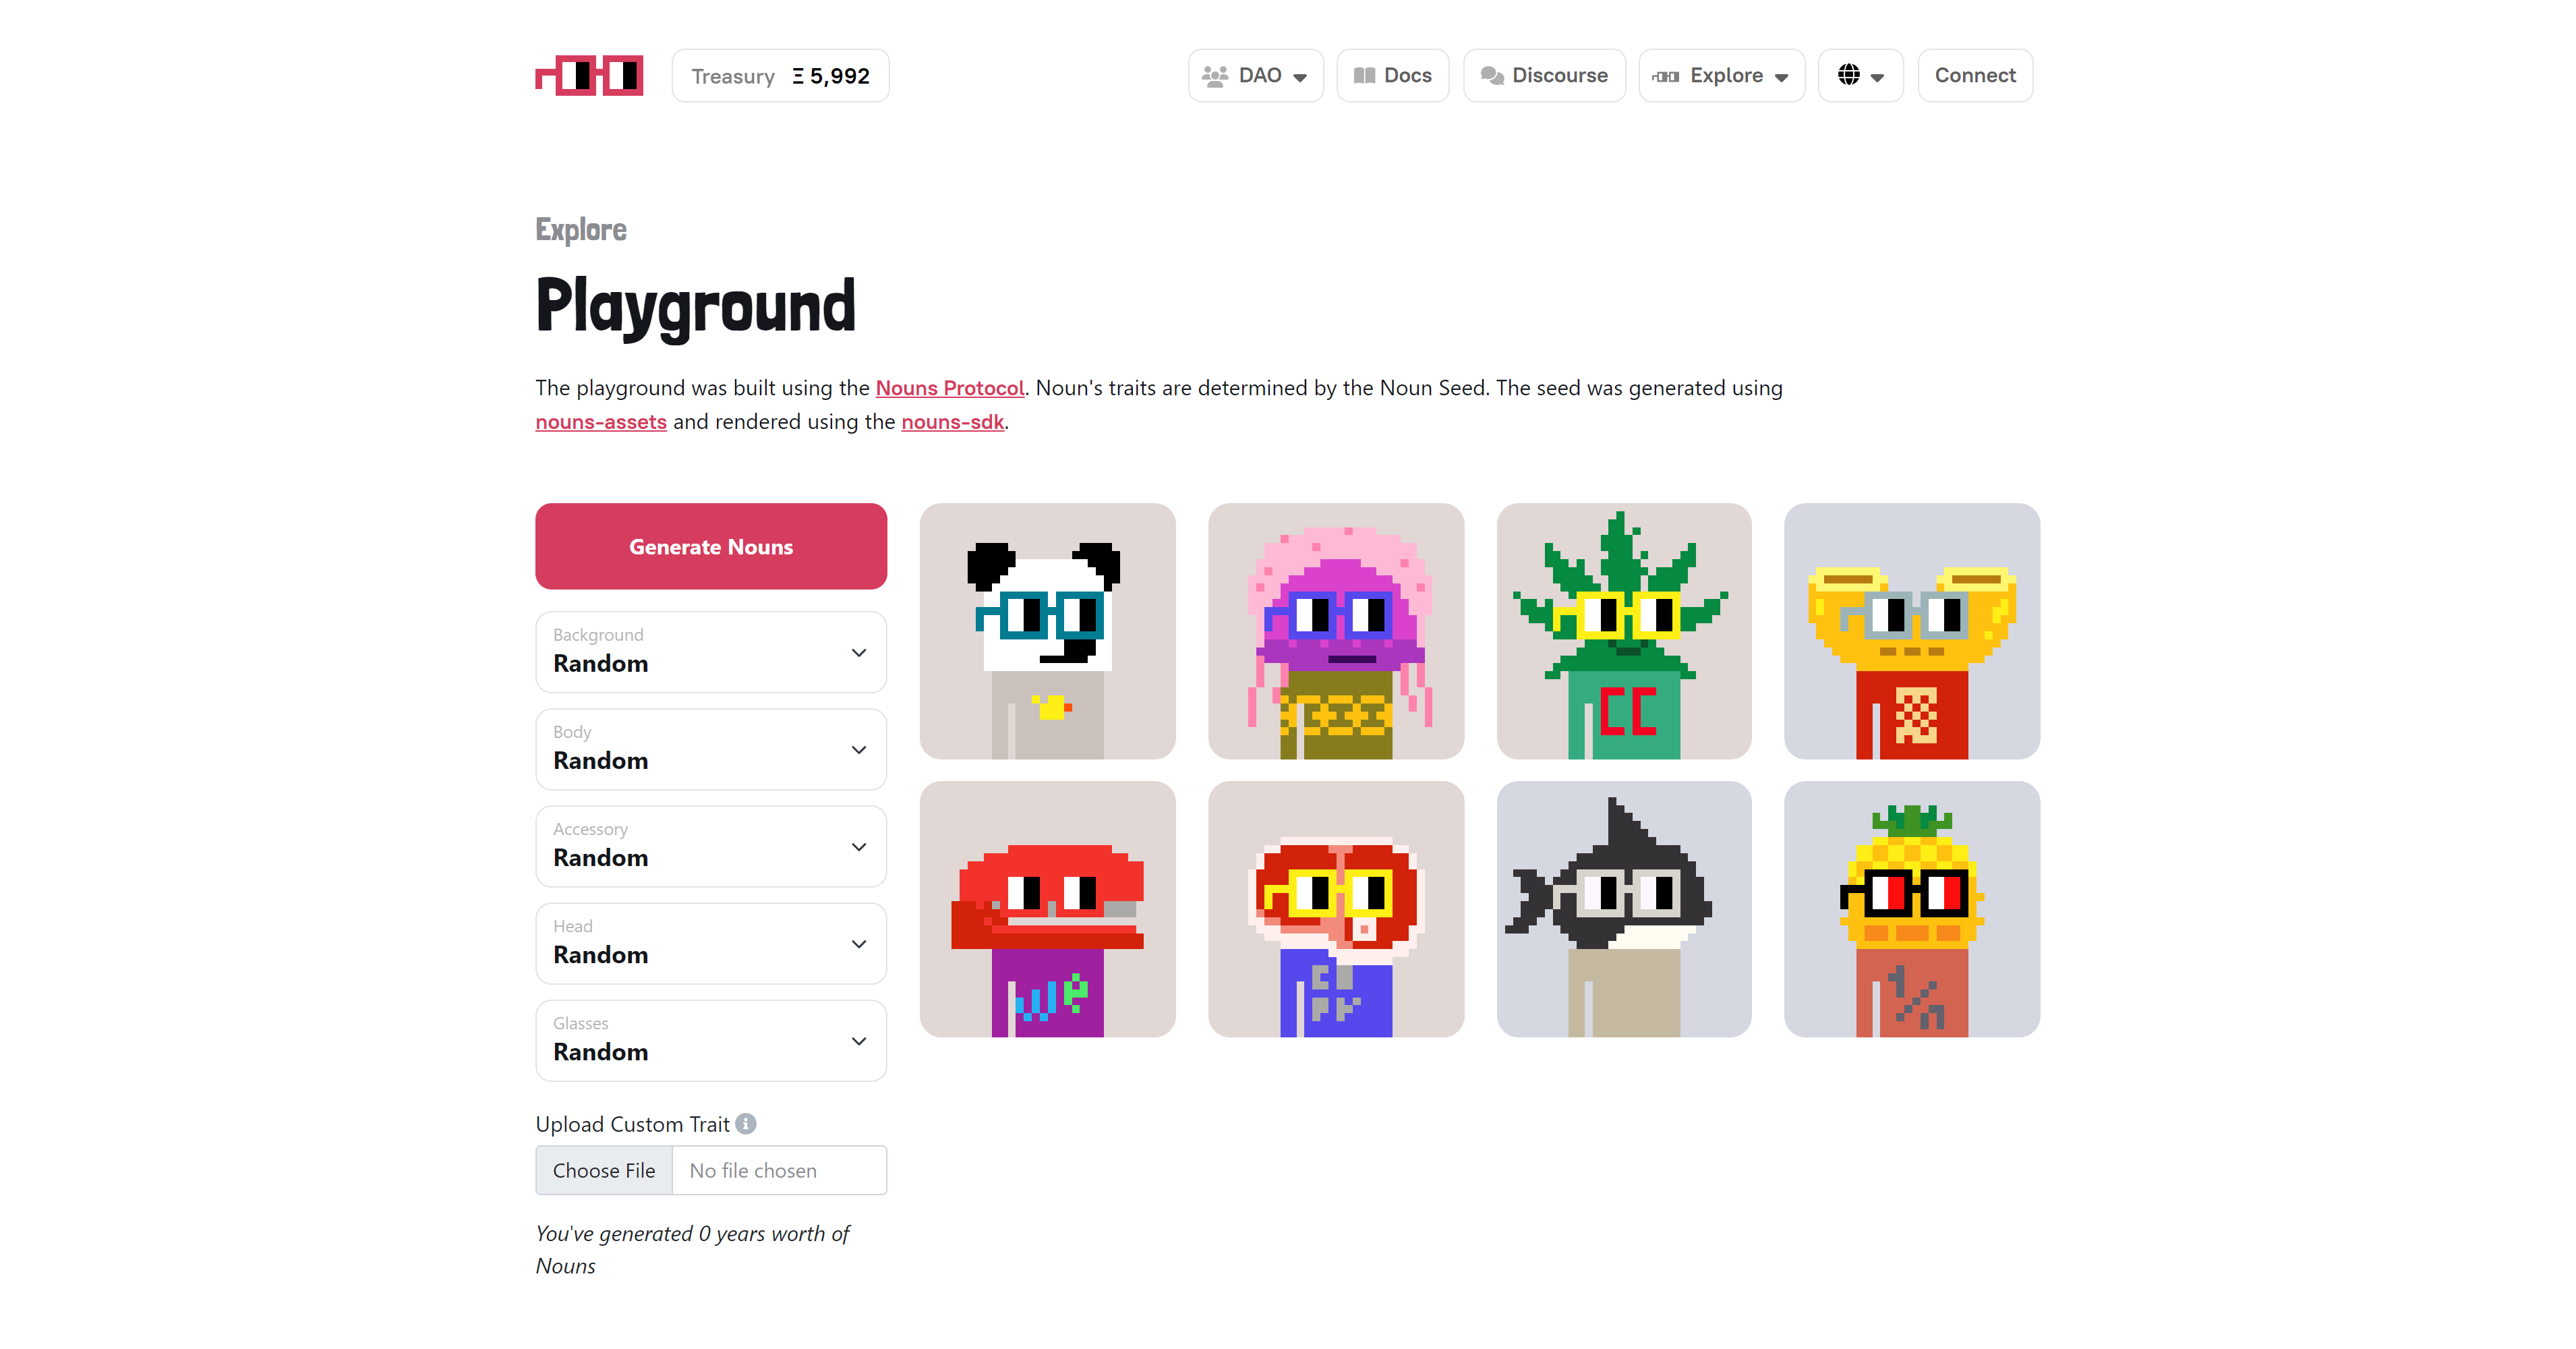 Treasury Ξ 5,992
DAO
Docs
Discourse
Explore
Connect
Explore
Playground
The playground was built using the Nouns Protocol. Noun's traits are determined by the Noun Seed. The seed was generated using
nouns-assets and rendered using the nouns-sdk.
Generate Nouns
Background
Random
Body
Random
Accessory
Random
Head
Random
Glasses
Random
CC
1/n
Upload Custom Trait
Choose File No file chosen
You've generated 0 years worth of
Nouns